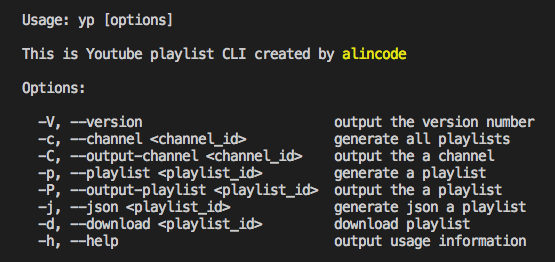 Usage: yp [options]
This is Youtube playlist CLI created by alincode
Options:
-V, --version output the version number
-c, --channel <channel_id> generate all playlists
-C, --output-channel <channel_id> output the a channel
-p, --playlist <playlist_id> generate a playlist
-P, --output-playlist <playlist_id> output the a playlist
-j, --json <playlist_id> generate json a playlist
-d, --download <playlist_id> download playlist
-h, --help output usage information